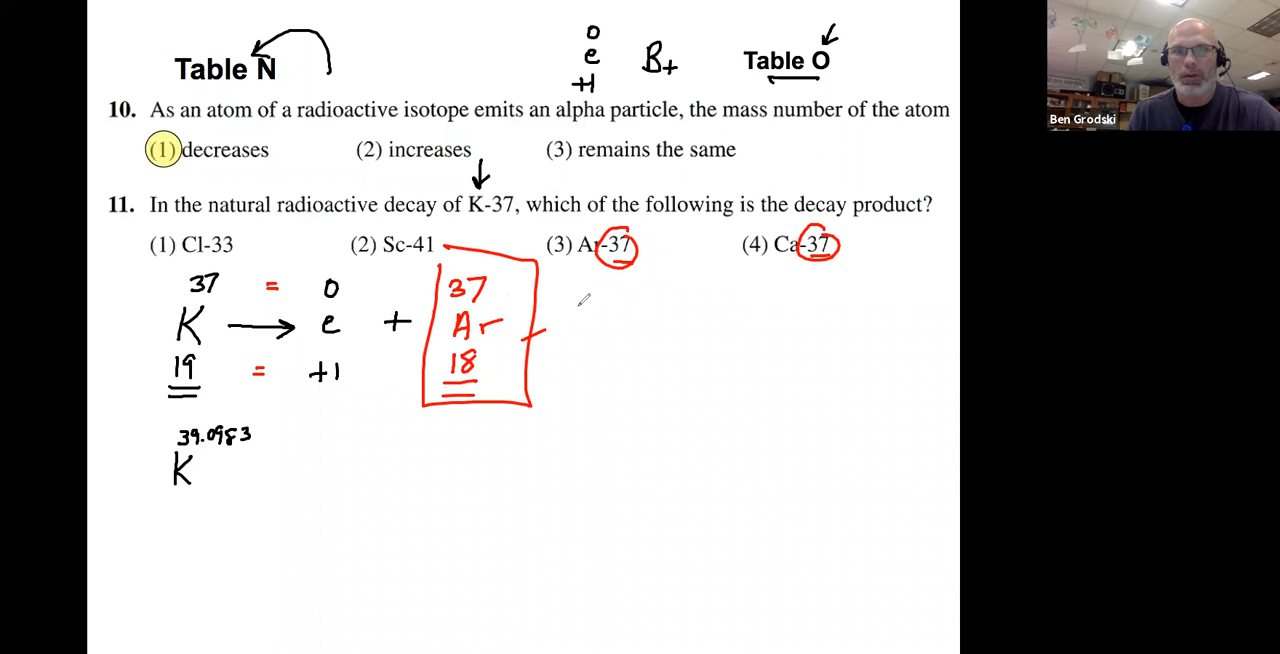 Table N
0
e
+1
B+
Table O
Ben Grodski
10. As an atom of a radioactive isotope emits an alpha particle, the mass number of the atom
(1) decreases (2) increases (3) remains the same
11. In the natural radioactive decay of K-37, which of the following is the decay product?
(1) Cl-33 (2) Sc-41 (3) Ar-37 (4) Ca-37
37 = 0 37
K → e + Ar
19 = +1 18
39.0983
K